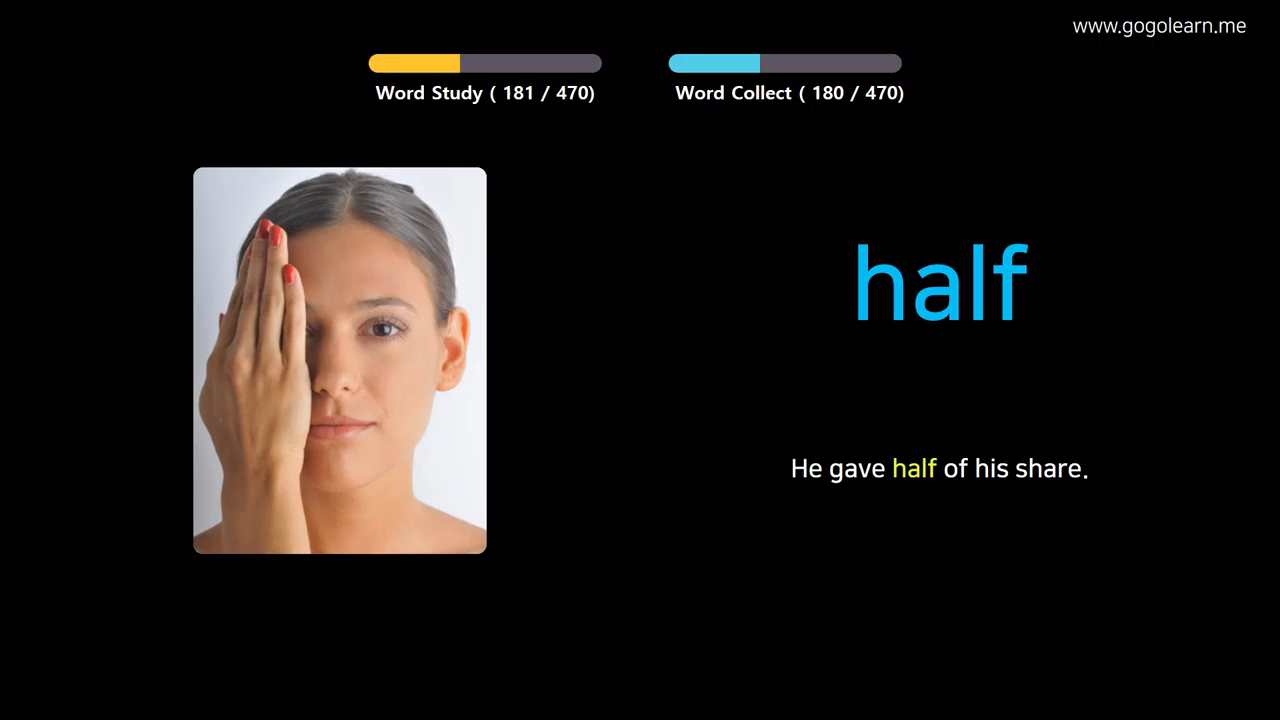 www.gogolearn.me
Word Study ( 181 / 470)
Word Collect ( 180 / 470)
half
He gave half of his share.